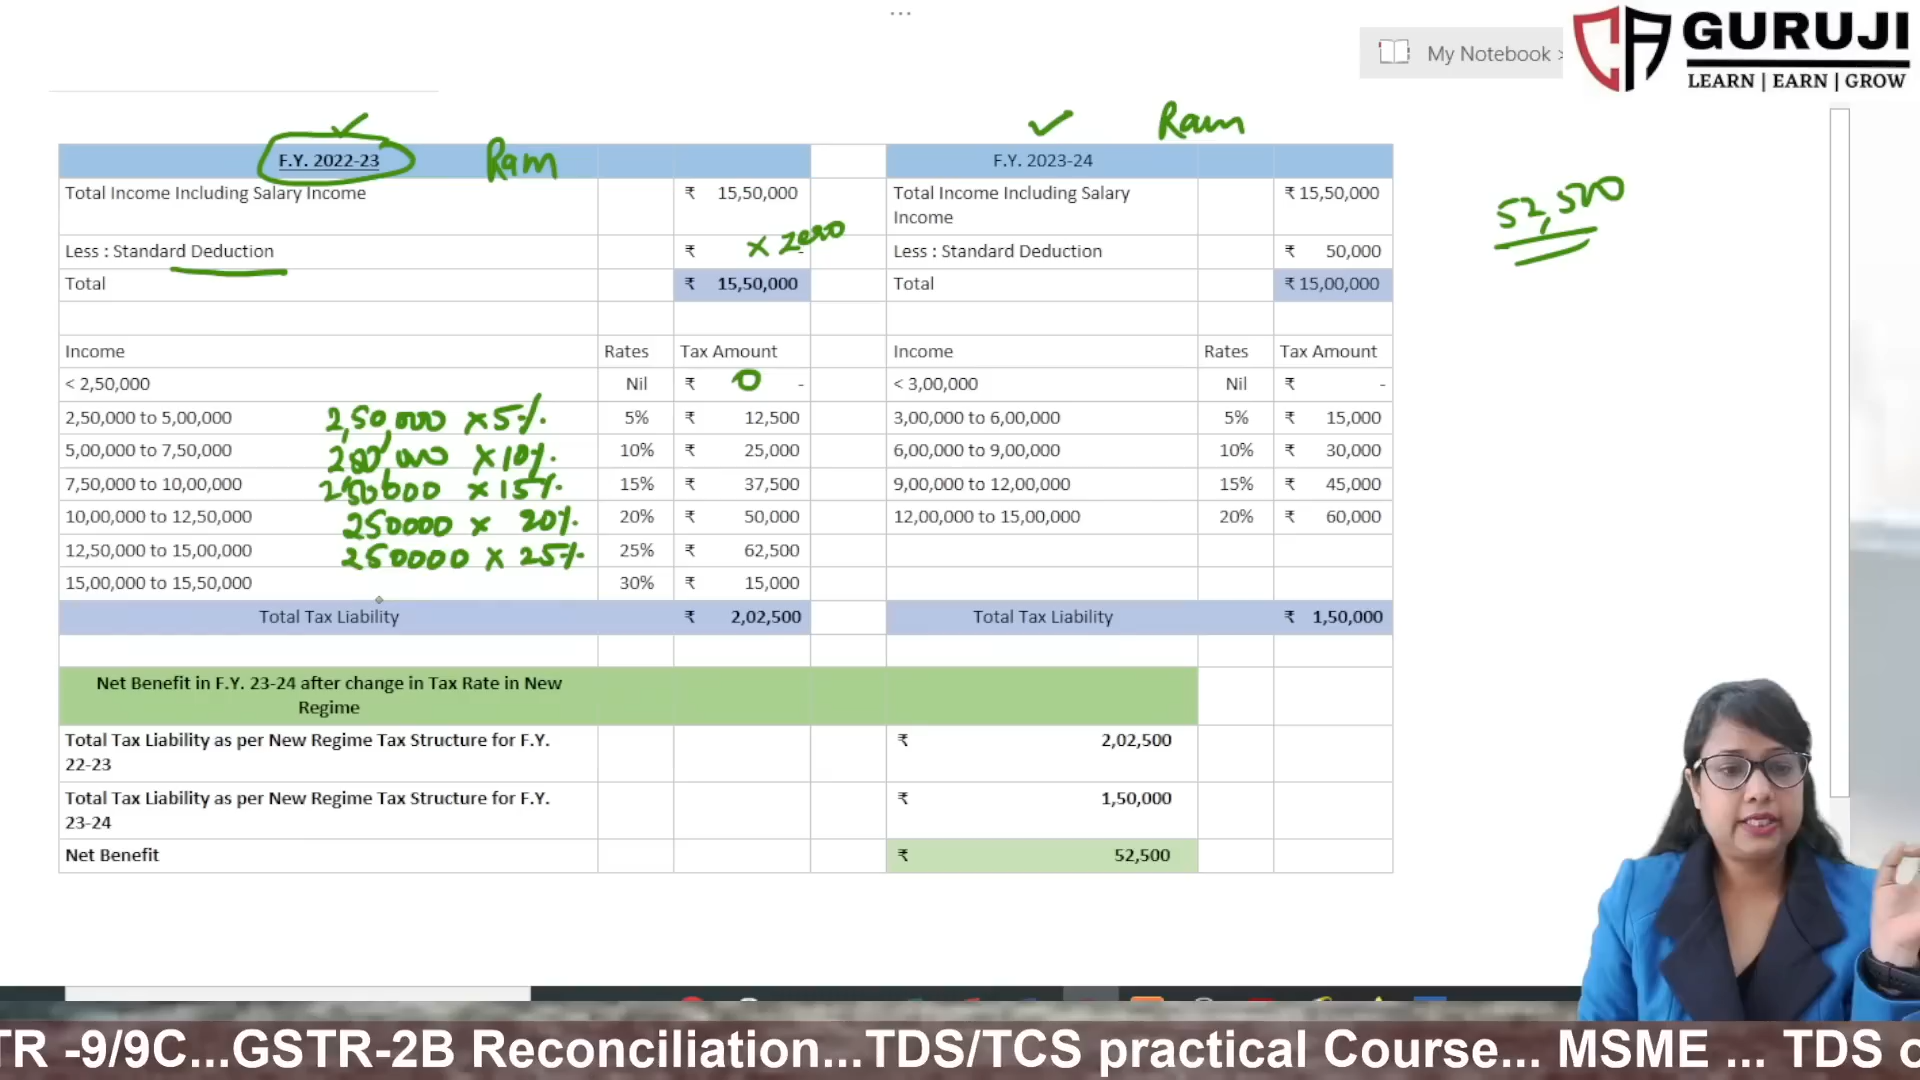 ...
My Notebook >
CA GURUJI
LEARN | EARN | GROW
✓ ✓ Ram
F.Y. 2022-23 Ram F.Y. 2023-24
52,500
Total Income Including Salary Income ₹ 15,50,000 Total Income Including Salary Income ₹ 15,50,000
Less : Standard Deduction ₹ - × zero Less : Standard Deduction ₹ 50,000
Total ₹ 15,50,000 Total ₹ 15,00,000
Income Rates Tax Amount Income Rates Tax Amount
< 2,50,000 Nil ₹ 0 - < 3,00,000 Nil ₹ -
2,50,000 to 5,00,000 2,50,000 × 5% 5% ₹ 12,500 3,00,000 to 6,00,000 5% ₹ 15,000
5,00,000 to 7,50,000 × 10% 10% ₹ 25,000 6,00,000 to 9,00,000 10% ₹ 30,000
7,50,000 to 10,00,000 250000 × 15% 15% ₹ 37,500 9,00,000 to 12,00,000 15% ₹ 45,000
10,00,000 to 12,50,000 250000 × 20% 20% ₹ 50,000 12,00,000 to 15,00,000 20% ₹ 60,000
12,50,000 to 15,00,000 250000 × 25% 25% ₹ 62,500
15,00,000 to 15,50,000 30% ₹ 15,000
Total Tax Liability ₹ 2,02,500 Total Tax Liability ₹ 1,50,000
Net Benefit in F.Y. 23-24 after change in Tax Rate in New
Regime
Total Tax Liability as per New Regime Tax Structure for F.Y. ₹ 2,02,500
22-23
Total Tax Liability as per New Regime Tax Structure for F.Y. ₹ 1,50,000
23-24
Net Benefit ₹ 52,500
TR -9/9C...GSTR-2B Reconciliation...TDS/TCS practical Course... MSME ... TDS